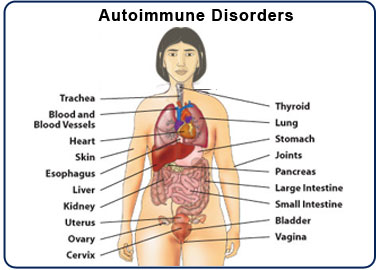 Autoimmune Disorders
Trachea
Blood and
Blood Vessels
Heart
Skin
Esophagus
Liver
Kidney
Uterus
Ovary
Cervix
Thyroid
Lung
Stomach
Joints
Pancreas
Large Intestine
Small Intestine
Bladder
Vagina